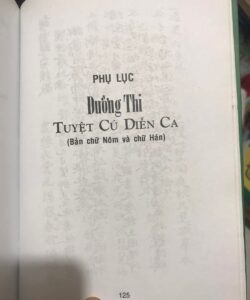 PHỤ LỤC
Đường Thi
TUYỆT CÚ DIỄN CA
(Bản chữ Nôm và chữ Hán)
125